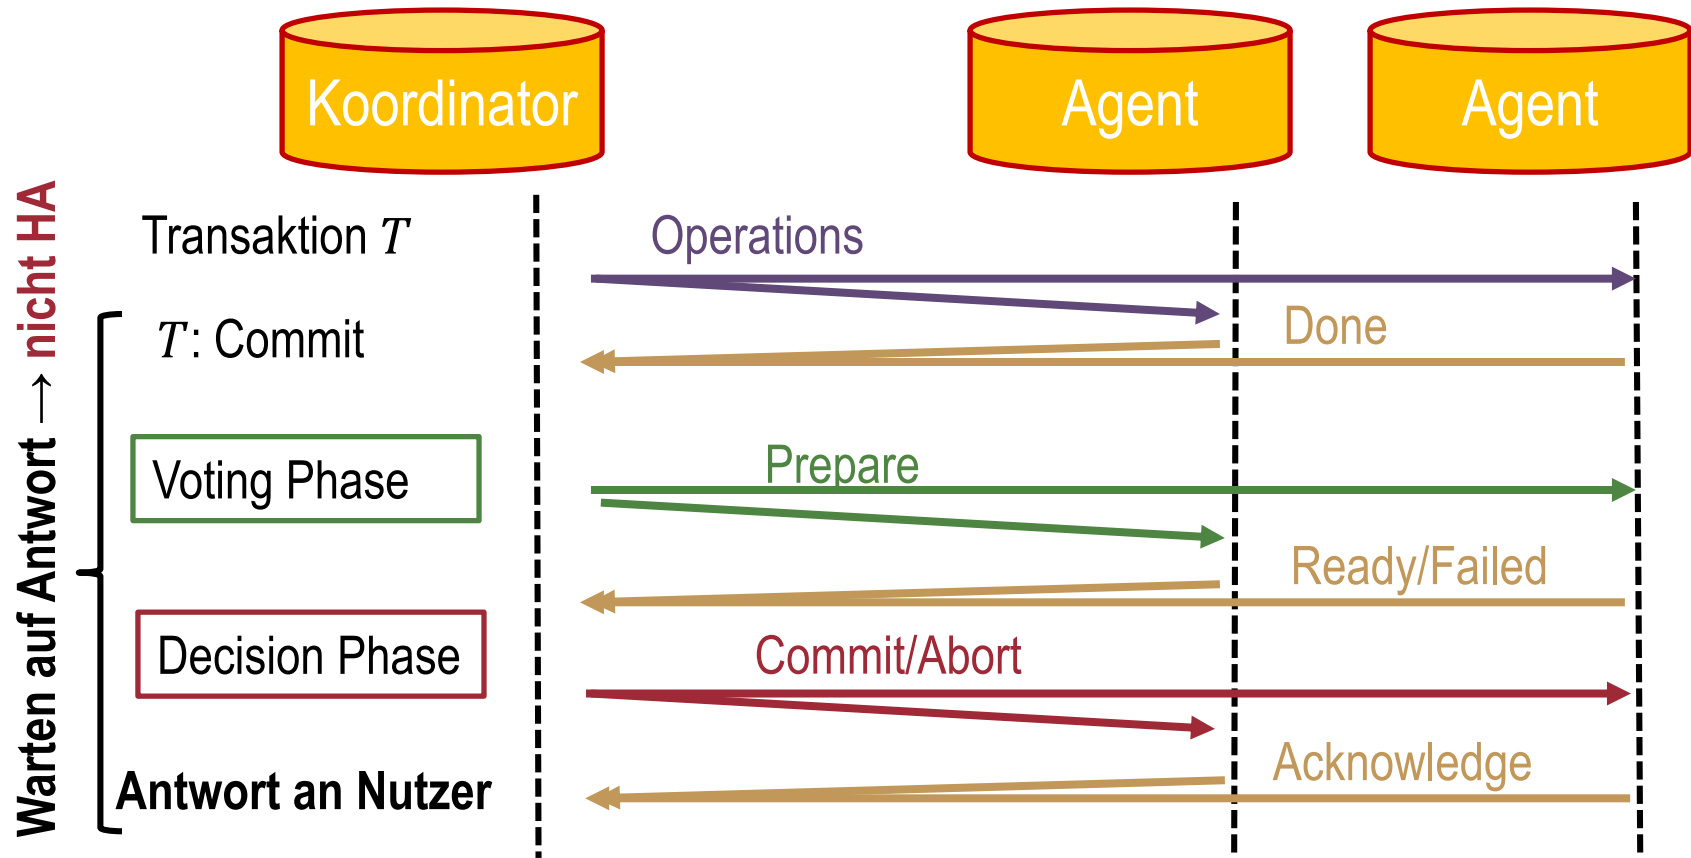 Koordinator
Agent
Agent
Warten auf Antwort → nicht HA
Transaktion T
Operations
T: Commit
Done
Voting Phase
Prepare
Ready/Failed
Decision Phase
Commit/Abort
Antwort an Nutzer
Acknowledge